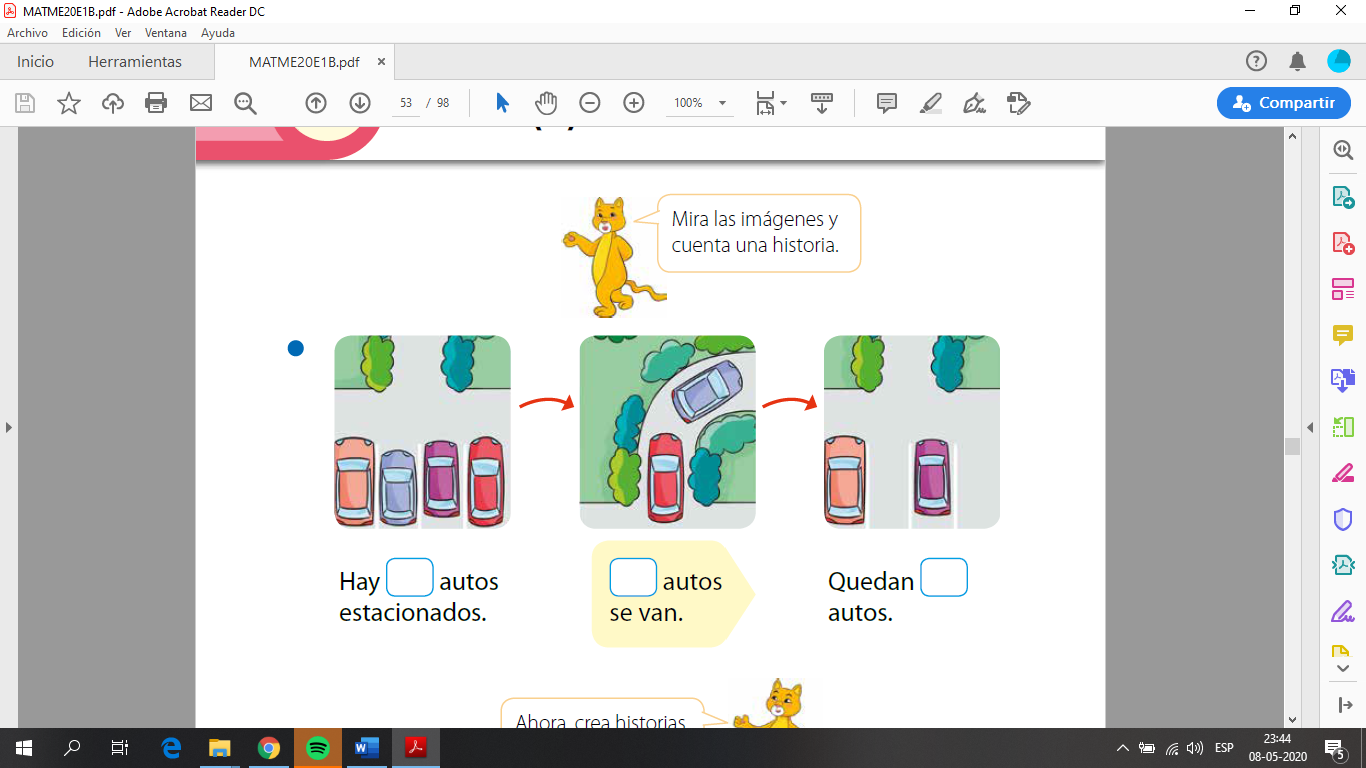 MATME20E1B.pdf - Adobe Acrobat Reader DC
Archivo Edición Ver Ventana Ayuda
Inicio Herramientas MATME20E1B.pdf ×
53 / 98 100% Compartir
Mira las imágenes y
cuenta una historia.
Hay autos
estacionados.
autos
se van.
Quedan
autos.
Ahora, crea historias
ESP
23:44
08-05-2020
5